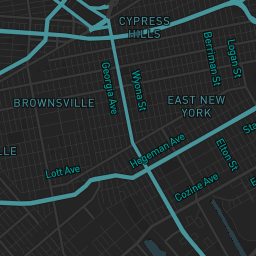 CYPRESS
HILLS
Berriman St
Logan St
Georgia Ave
Wyona St
BROWNSVILLE
EAST NEW
YORK
Sta
Hegeman Ave
Elton St
LLE
Lott Ave
Cozine Ave
E